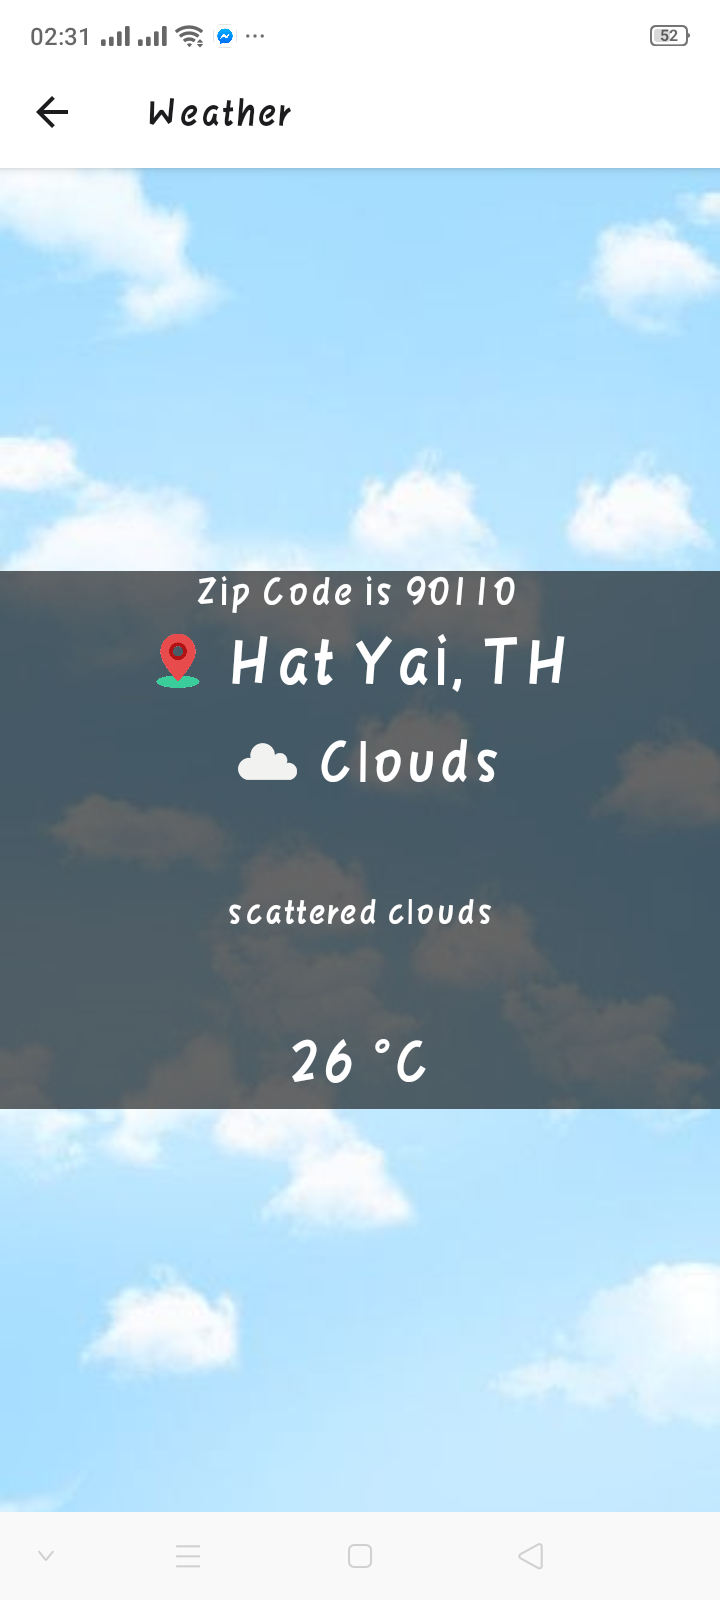 02:31
52
Weather
Zip Code is 90110
Hat Yai, TH
Clouds
scattered clouds
26 °C